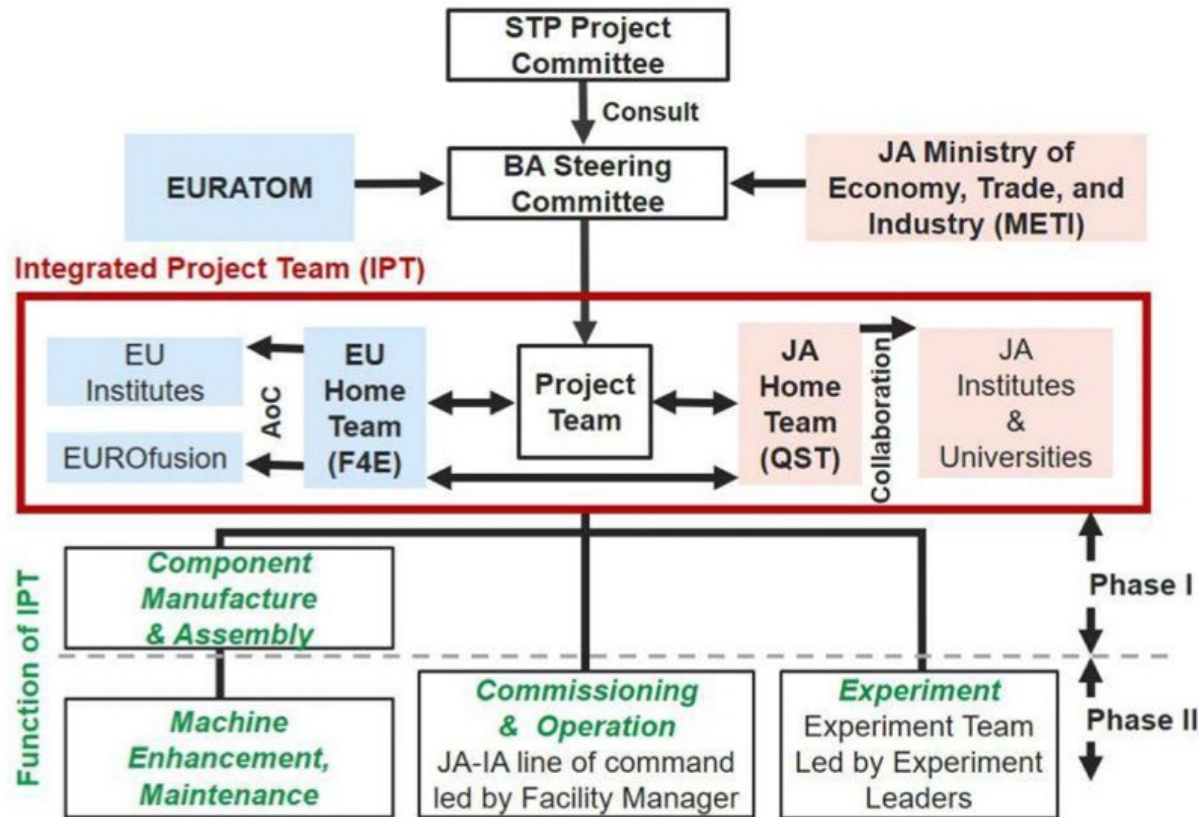 STP Project
Committee
Consult
EURATOM
BA Steering
Committee
JA Ministry of
Economy, Trade, and
Industry (METI)
Integrated Project Team (IPT)
EU
Institutes
EUROfusion
AoC
EU
Home
Team
(F4E)
Project
Team
JA
Home
Team
(QST)
Collaboration
JA
Institutes
&
Universities
Function of IPT
Component
Manufacture
& Assembly
Phase I
Machine
Enhancement,
Maintenance
Commissioning
& Operation
JA-IA line of command
led by Facility Manager
Experiment
Experiment Team
Led by Experiment
Leaders
Phase II